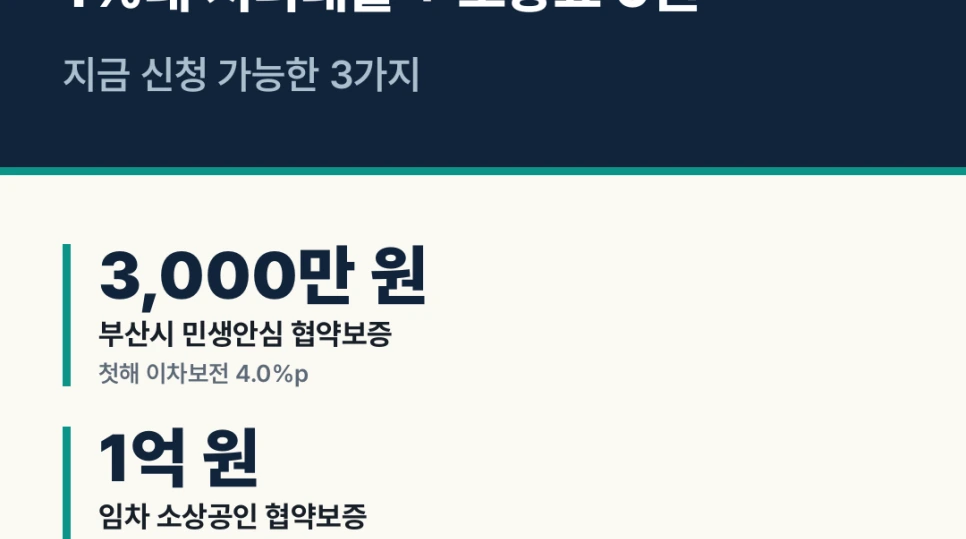 지금 신청 가능한 3가지
3,000만 원
부산시 민생안심 협약보증
첫해 이차보전 4.0%p
1억 원
임차 소상공인 협약보증